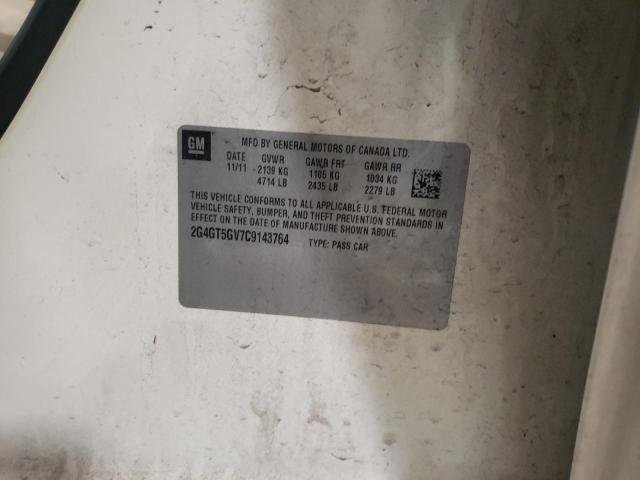 GM
MFD BY GENERAL MOTORS OF CANADA LTD.
DATE GVWR GAWR FRT GAWR RR
11/11 - 2139 KG 1105 KG 1034 KG
4714 LB 2435 LB 2279 LB
THIS VEHICLE CONFORMS TO ALL APPLICABLE U.S. FEDERAL MOTOR
VEHICLE SAFETY, BUMPER, AND THEFT PREVENTION STANDARDS IN
EFFECT ON THE DATE OF MANUFACTURE SHOWN ABOVE.
2G4GT5GV7C9143764 TYPE: PASS CAR